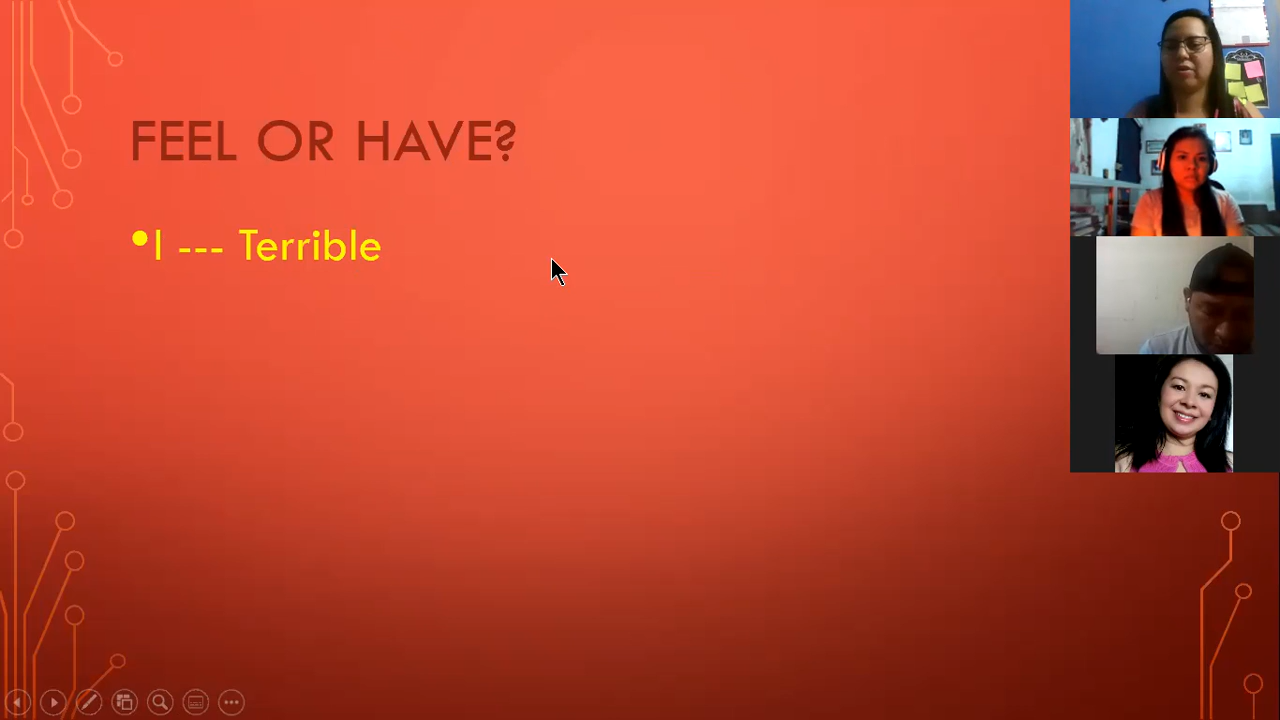 FEEL OR HAVE?
•I --- Terrible